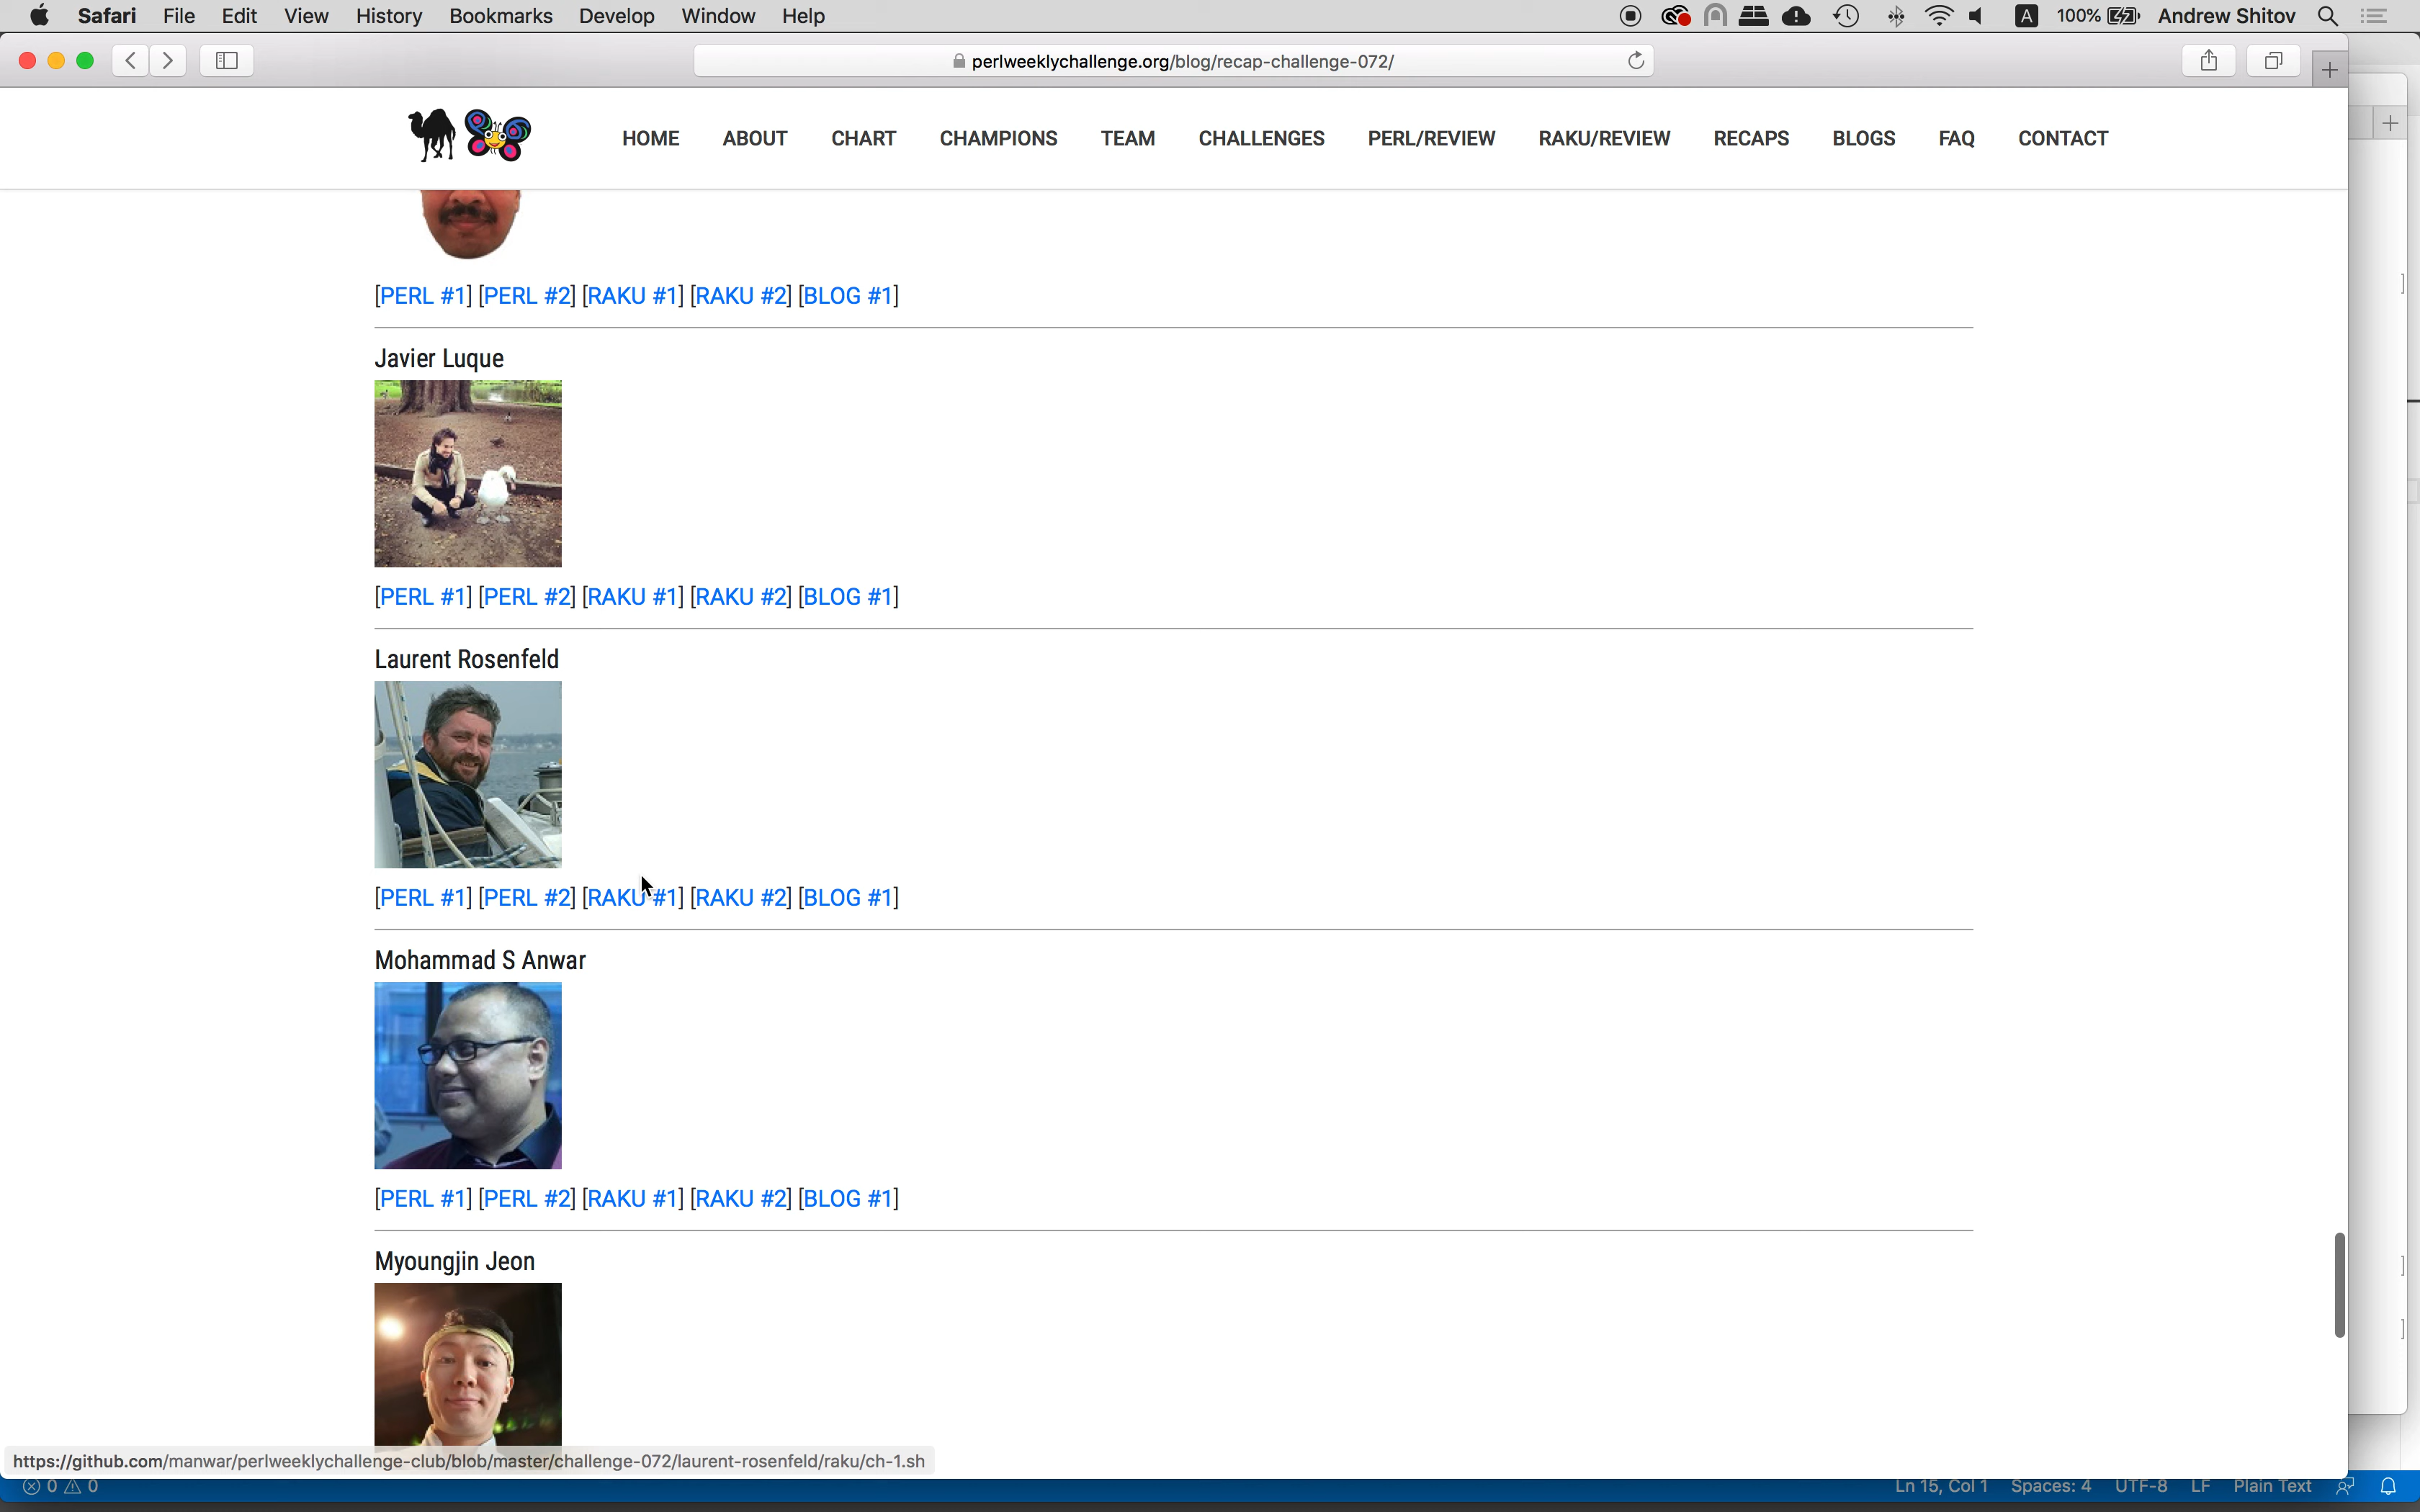 Safari File Edit View History Bookmarks Develop Window Help A 100% Andrew Shitov
perlweeklychallenge.org/blog/recap-challenge-072/
HOME ABOUT CHART CHAMPIONS TEAM CHALLENGES PERL/REVIEW RAKU/REVIEW RECAPS BLOGS FAQ CONTACT
[PERL #1] [PERL #2] [RAKU #1] [RAKU #2] [BLOG #1]
Javier Luque
[PERL #1] [PERL #2] [RAKU #1] [RAKU #2] [BLOG #1]
Laurent Rosenfeld
[PERL #1] [PERL #2] [RAKU #1] [RAKU #2] [BLOG #1]
Mohammad S Anwar
[PERL #1] [PERL #2] [RAKU #1] [RAKU #2] [BLOG #1]
Myoungjin Jeon
https://github.com/manwar/perlweeklychallenge-club/blob/master/challenge-072/laurent-rosenfeld/raku/ch-1.sh
0 0 Ln 15, Col 1 Spaces: 4 UTF-8 LF Plain Text